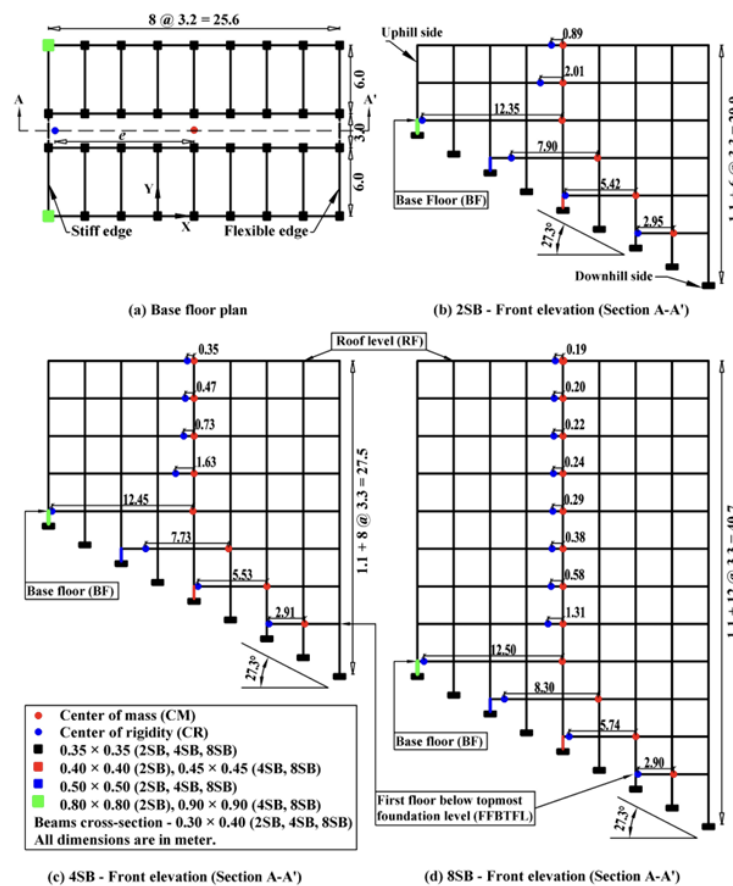 8 @ 3.2 = 25.6
A
A'
e
6.0
3.0
6.0
Y
X
Stiff edge
Flexible edge
(a) Base floor plan
Uphill side
0.89
2.01
12.35
7.90
5.42
2.95
Base Floor (BF)
27.3°
Downhill side
(b) 2SB - Front elevation (Section A-A')
Roof level (RF)
0.35
0.47
0.73
1.63
12.45
7.73
5.53
2.91
Base floor (BF)
27.3°
1.1 + 8 @ 3.3 = 27.5
Center of mass (CM)
Center of rigidity (CR)
0.35 × 0.35 (2SB, 4SB, 8SB)
0.40 × 0.40 (2SB), 0.45 × 0.45 (4SB, 8SB)
0.50 × 0.50 (2SB, 4SB, 8SB)
0.80 × 0.80 (2SB), 0.90 × 0.90 (4SB, 8SB)
Beams cross-section - 0.30 × 0.40 (2SB, 4SB, 8SB)
All dimensions are in meter.
(c) 4SB - Front elevation (Section A-A')
0.19
0.20
0.22
0.24
0.29
0.38
0.58
1.31
12.50
8.30
5.74
2.90
Base floor (BF)
First floor below topmost
foundation level (FFBTFL)
27.3°
(d) 8SB - Front elevation (Section A-A')